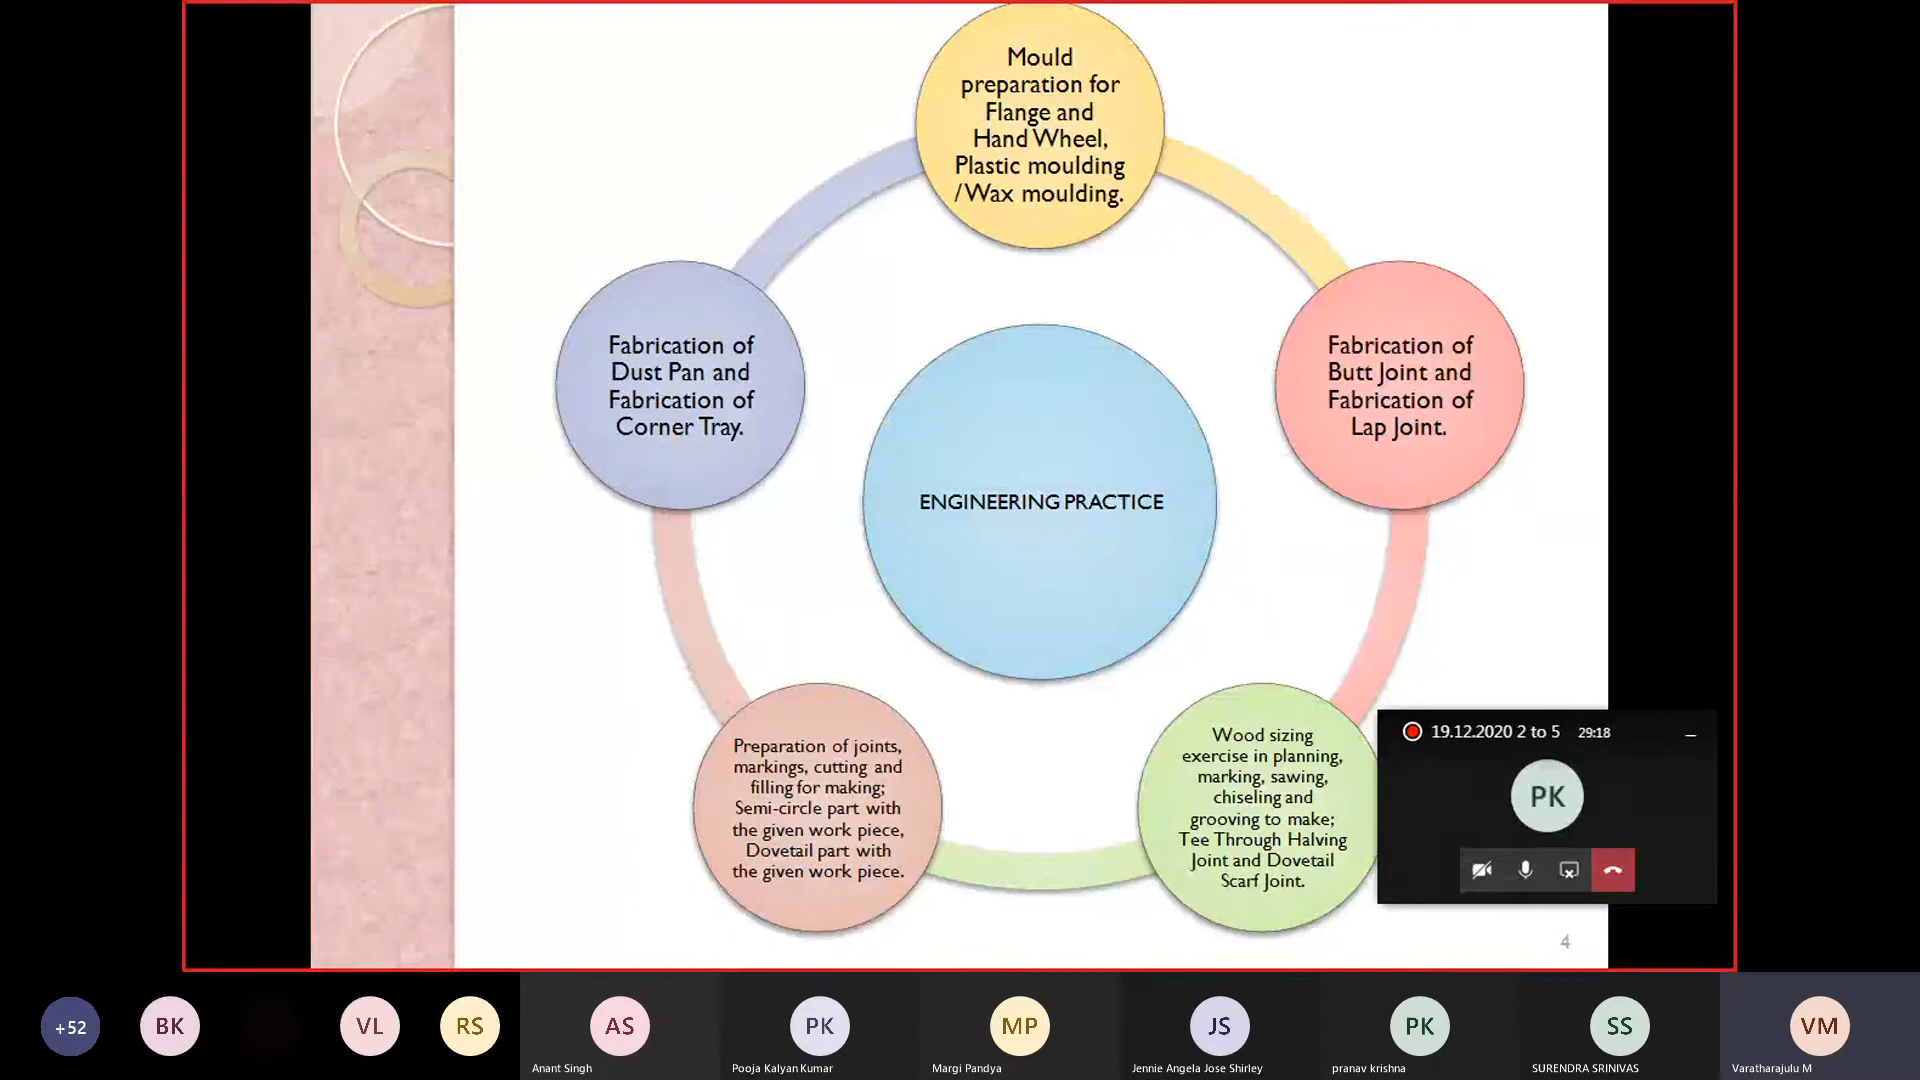 Mould
preparation for
Flange and
Hand Wheel,
Plastic moulding
/Wax moulding.
Fabrication of
Dust Pan and
Fabrication of
Corner Tray.
Fabrication of
Butt Joint and
Fabrication of
Lap Joint.
ENGINEERING PRACTICE
Preparation of joints,
markings, cutting and
filling for making;
Semi-circle part with
the given work piece,
Dovetail part with
the given work piece.
Wood sizing
exercise in planning,
marking, sawing,
chiseling and
grooving to make;
Tee Through Halving
Joint and Dovetail
Scarf Joint.
19.12.2020 2 to 5 29:18
PK
4
+52 BK VL RS AS PK MP JS PK SS VM
Anant Singh Pooja Kalyan Kumar Margi Pandya Jennie Angela Jose Shirley pranav krishna SURENDRA SRINIVAS Varatharajulu M